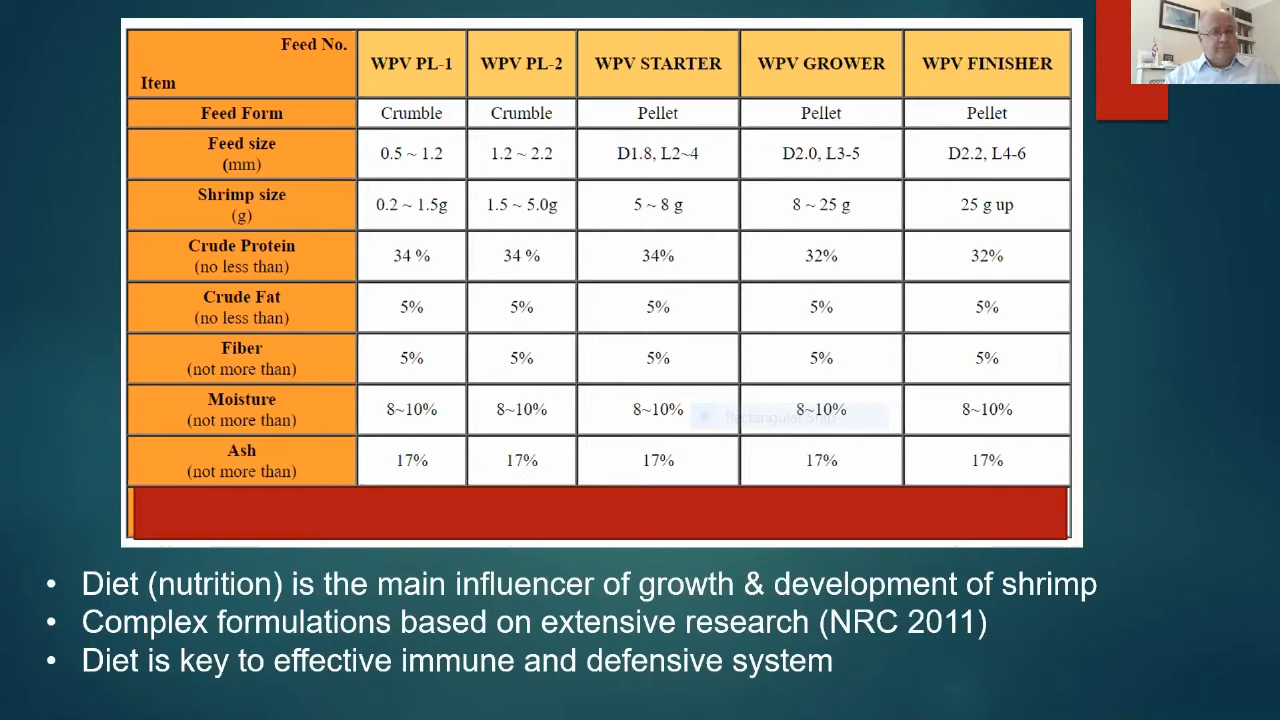 Feed No.
Item
WPV PL-1 WPV PL-2 WPV STARTER WPV GROWER WPV FINISHER
Feed Form Crumble Crumble Pellet Pellet Pellet
Feed size
(mm)
0.5 ~ 1.2 1.2 ~ 2.2 D1.8, L2~4 D2.0, L3-5 D2.2, L4-6
Shrimp size
(g)
0.2 ~ 1.5g 1.5 ~ 5.0g 5 ~ 8 g 8 ~ 25 g 25 g up
Crude Protein
(no less than)
34 % 34 % 34% 32% 32%
Crude Fat
(no less than)
5% 5% 5% 5% 5%
Fiber
(not more than)
5% 5% 5% 5% 5%
Moisture
(not more than)
8~10% 8~10% 8~10% 8~10% 8~10%
Rectangular Snip
Ash
(not more than)
17% 17% 17% 17% 17%
• Diet (nutrition) is the main influencer of growth & development of shrimp
• Complex formulations based on extensive research (NRC 2011)
• Diet is key to effective immune and defensive system